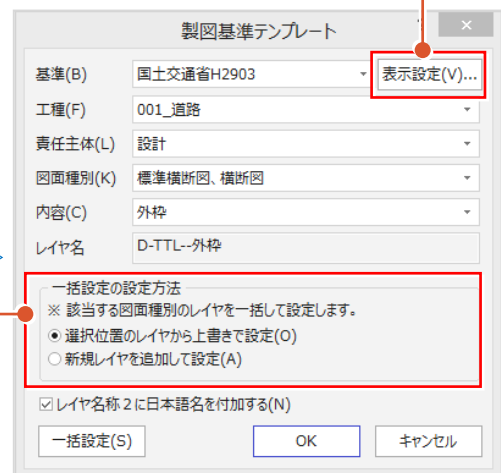 製図基準テンプレート
基準(B) 国土交通省H2903 表示設定(V)...
工種(F) 001_道路
責任主体(L) 設計
図面種別(K) 標準横断図、横断図
内容(C) 外枠
レイヤ名 D-TTL--外枠
一括設定の設定方法
※ 該当する図面種別のレイヤを一括して設定します。
選択位置のレイヤから上書きで設定(O)
新規レイヤを追加して設定(A)
レイヤ名称2に日本語名を付加する(N)
一括設定(S) OK キャンセル